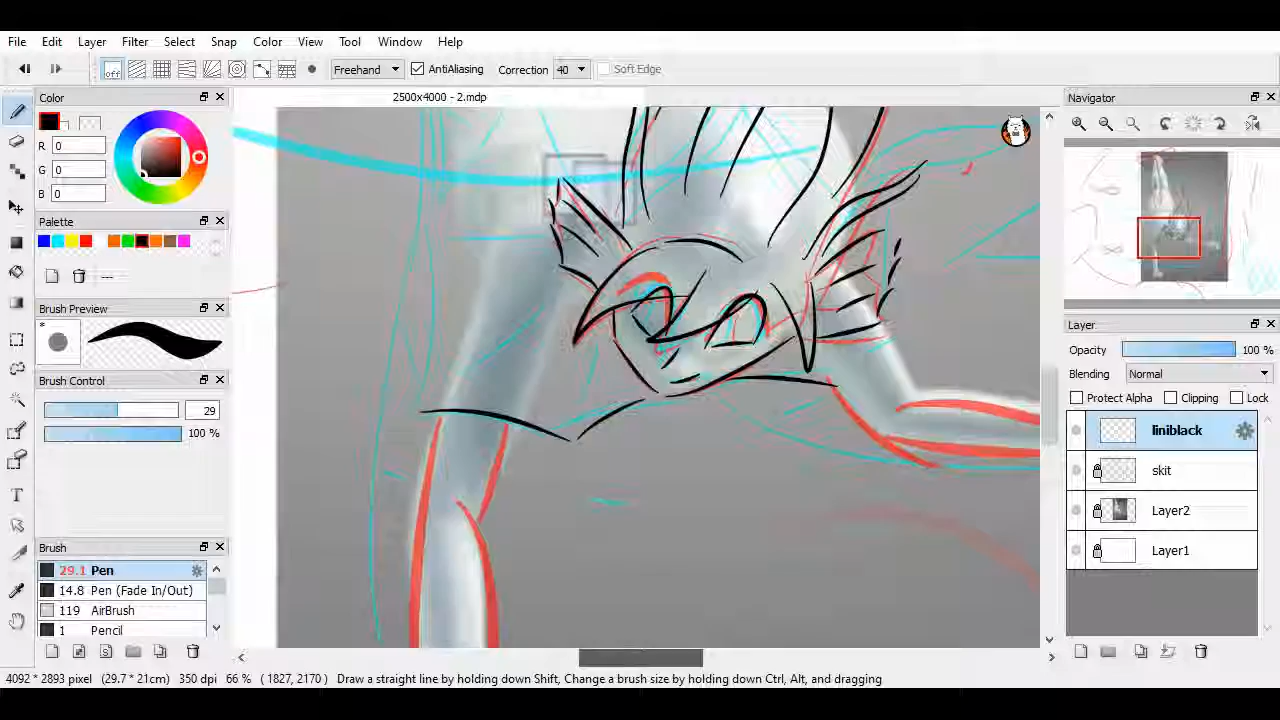 File Edit Layer Filter Select Snap Color View Tool Window Help
off Freehand AntiAliasing Correction 40 Soft Edge
Color
2500x4000 - 2.mdp
Navigator
R 0
G 0
B 0
Palette
---
Brush Preview
*
Brush Control
29
100 %
Layer
Opacity 100 %
Blending Normal
Protect Alpha Clipping Lock
liniblack
skit
Layer2
Layer1
Brush
29.1 Pen
14.8 Pen (Fade In/Out)
119 AirBrush
1 Pencil
4092 * 2893 pixel (29.7 * 21cm) 350 dpi 66 % ( 1827, 2170 ) Draw a straight line by holding down Shift, Change a brush size by holding down Ctrl, Alt, and dragging